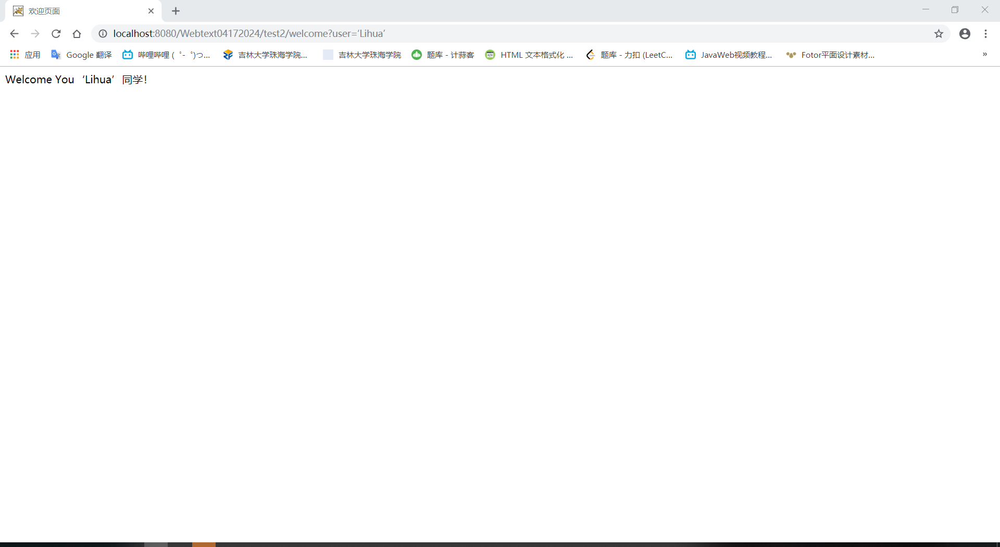 欢迎页面
localhost:8080/Webtext04172024/test2/welcome?user=‘Lihua’
应用 Google 翻译 哔哩哔哩 ( ゜- ゜)つ... 吉林大学珠海学院... 吉林大学珠海学院 题库 - 计蒜客 HTML 文本格式化 ... 题库 - 力扣 (LeetC... JavaWeb视频教程... Fotor平面设计素材... »
Welcome You‘Lihua’同学！